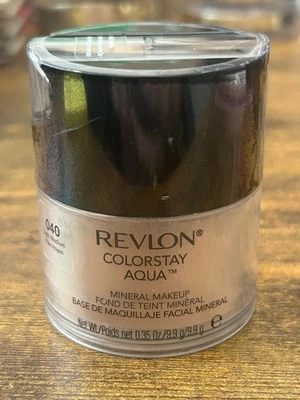 040
Medium
REVLON®
COLORSTAY
AQUA™
MINERAL MAKEUP
FOND DE TEINT MINÉRAL
BASE DE MAQUILLAJE FACIAL MINERAL
Net Wt/Poids net 0.35 Oz/9.9 g/9.9 g e